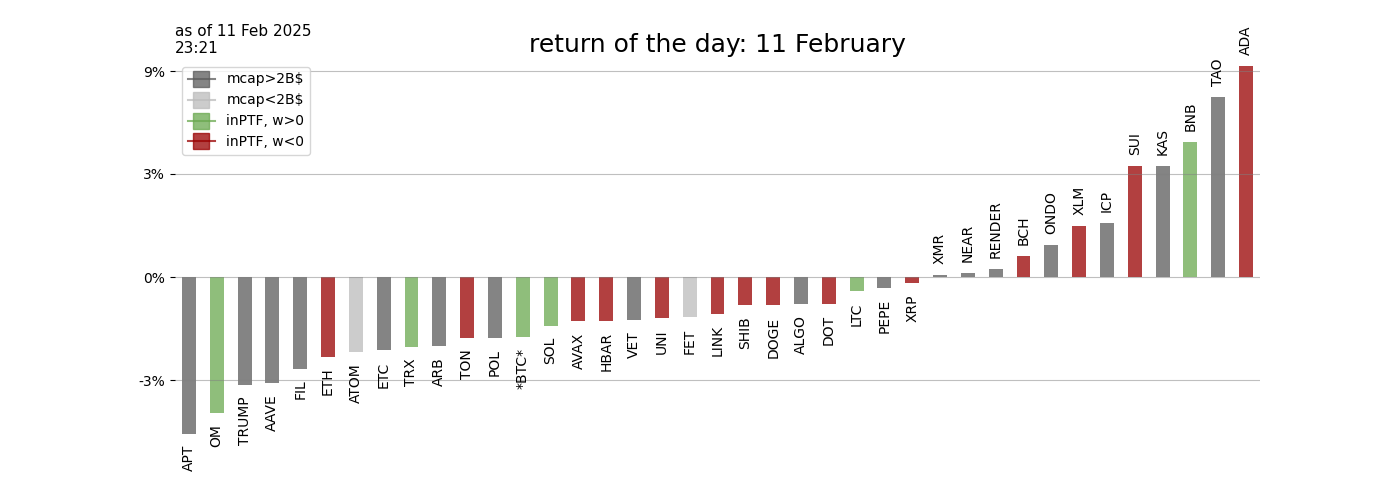 as of 11 Feb 2025
23:21
return of the day: 11 February
mcap>2B$
mcap<2B$
inPTF, w>0
inPTF, w<0
9%
3%
0%
-3%
APT
OM
TRUMP
AAVE
FIL
ETH
ATOM
ETC
TRX
ARB
TON
POL
*BTC*
SOL
AVAX
HBAR
VET
UNI
FET
LINK
SHIB
DOGE
ALGO
DOT
LTC
PEPE
XRP
XMR
NEAR
RENDER
BCH
ONDO
XLM
ICP
SUI
KAS
BNB
TAO
ADA